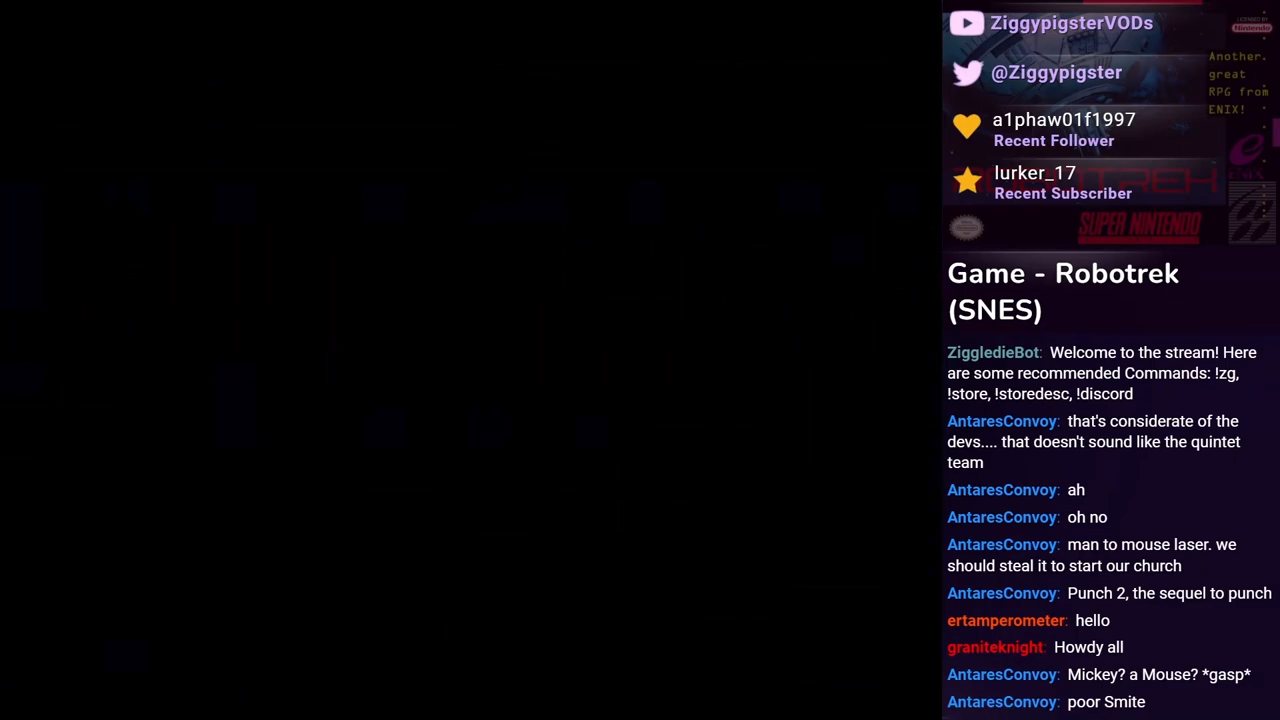 ZiggypigsterVODs
LICENSED BY
Nintendo
Another
great
RPG from
ENIX!
@Ziggypigster
a1phaw01f1997
Recent Follower
lurker_17
Recent Subscriber
ROBOTREK
SUPER NINTENDO
Game - Robotrek
(SNES)
ZiggledieBot: Welcome to the stream! Here
are some recommended Commands: !zg,
!store, !storedesc, !discord
AntaresConvoy: that's considerate of the
devs.... that doesn't sound like the quintet
team
AntaresConvoy: ah
AntaresConvoy: oh no
AntaresConvoy: man to mouse laser. we
should steal it to start our church
AntaresConvoy: Punch 2, the sequel to punch
ertamperometer: hello
graniteknight: Howdy all
AntaresConvoy: Mickey? a Mouse? *gasp*
AntaresConvoy: poor Smite